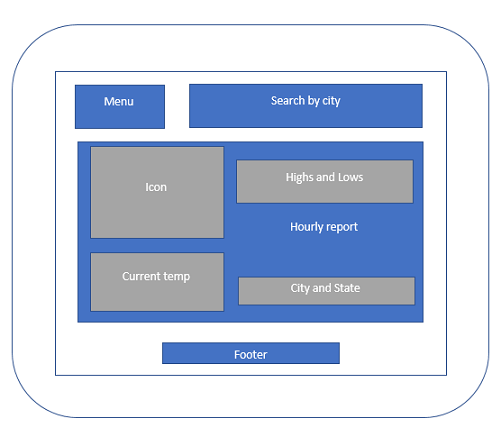 Menu
Search by city
Icon
Highs and Lows
Hourly report
Current temp
City and State
Footer